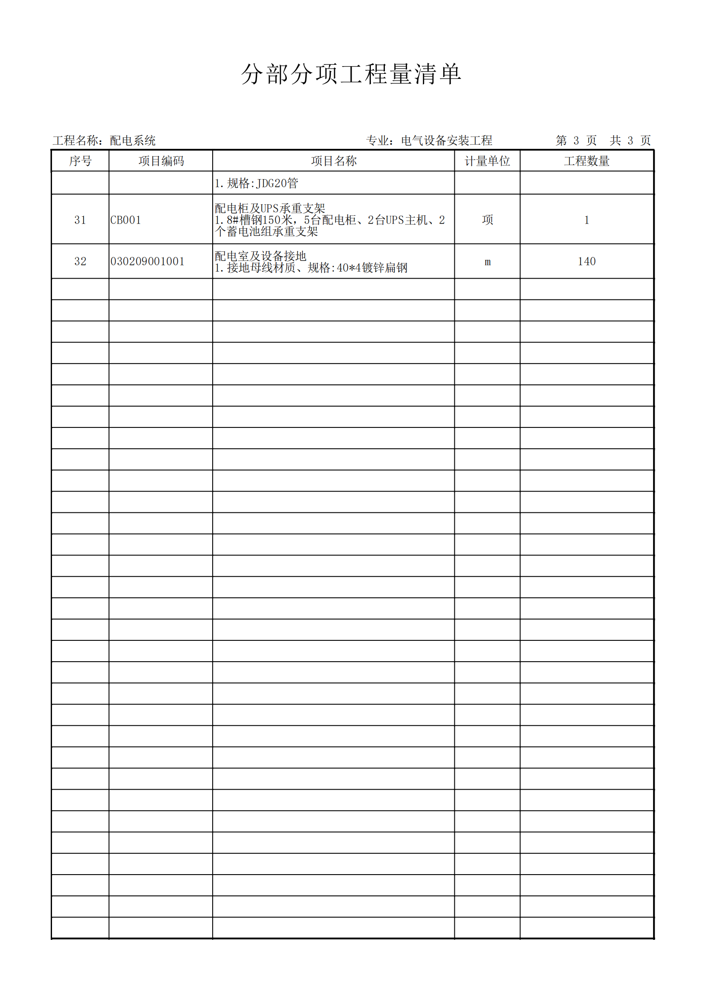 分部分项工程量清单
工程名称：配电系统 专业：电气设备安装工程 第 3 页 共 3 页
序号 项目编码 项目名称 计量单位 工程数量
1.规格:JDG20管
配电柜及UPS承重支架
31 CB001 1.8#槽钢150米，5台配电柜、2台UPS主机、2 项 1
个蓄电池组承重支架
配电室及设备接地
32 030209001001 m 140
1.接地母线材质、规格:40*4镀锌扁钢